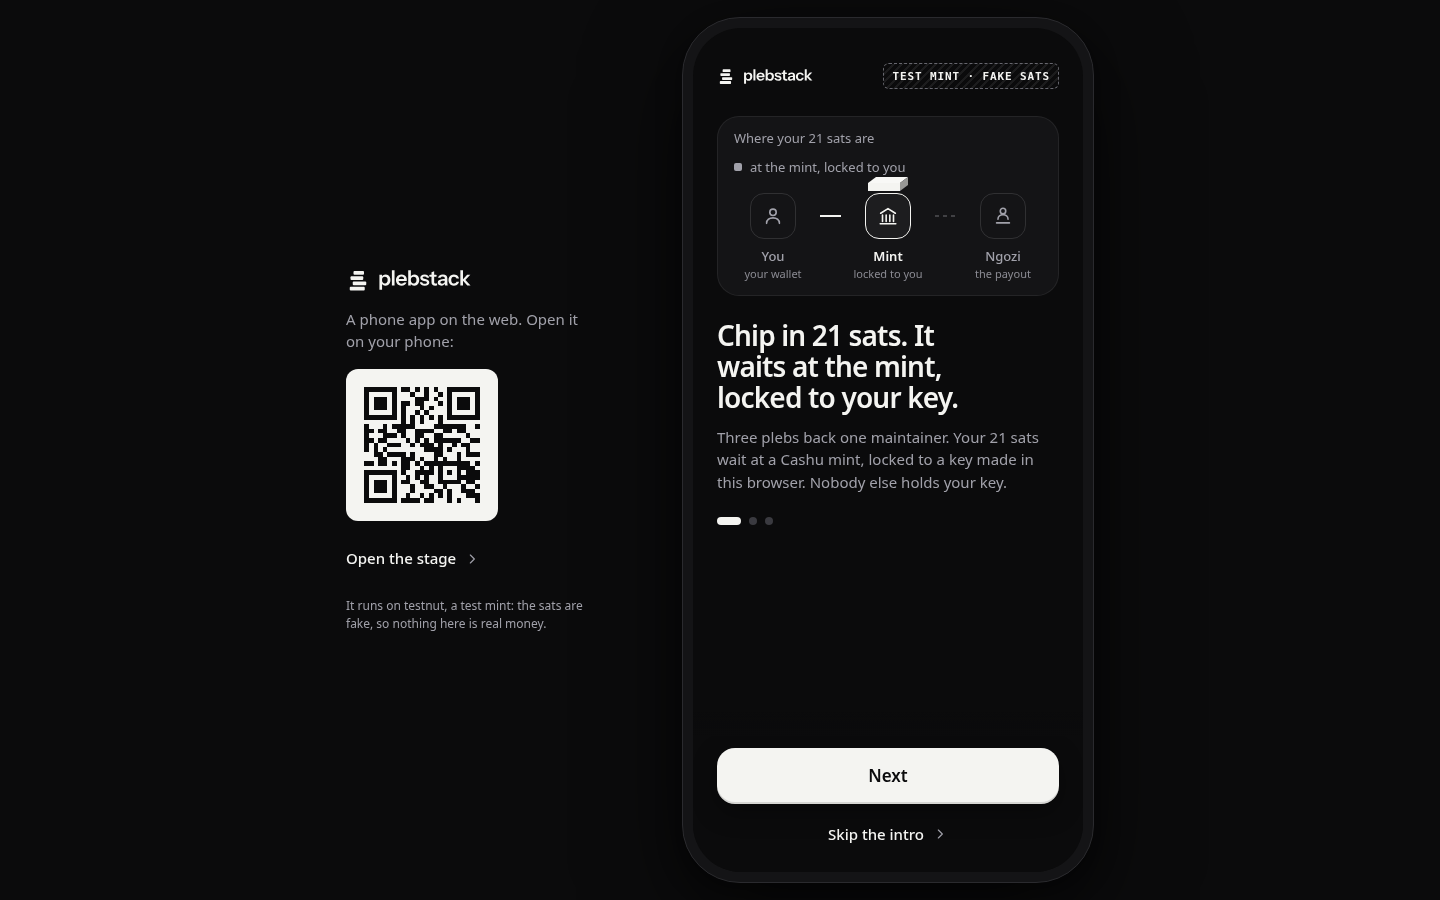 plebstack
A phone app on the web. Open it
on your phone:
Open the stage
It runs on testnut, a test mint: the sats are
fake, so nothing here is real money.
plebstack
TEST MINT · FAKE SATS
Where your 21 sats are
at the mint, locked to you
You
your wallet
Mint
locked to you
Ngozi
the payout
Chip in 21 sats. It
waits at the mint,
locked to your key.
Three plebs back one maintainer. Your 21 sats
wait at a Cashu mint, locked to a key made in
this browser. Nobody else holds your key.
Next
Skip the intro